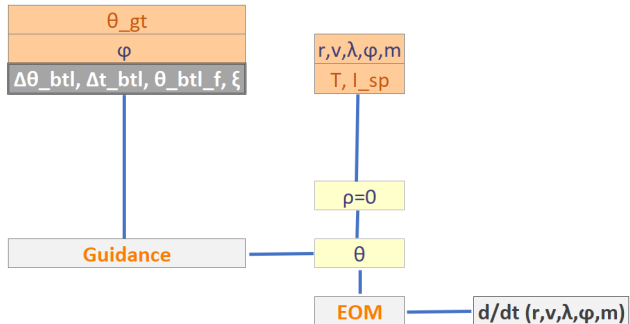 θ_gt
φ
Δθ_btl, Δt_btl, θ_btl_f, ξ
r,v,λ,φ,m
T, I_sp
ρ=0
Guidance
θ
EOM
d/dt (r,v,λ,φ,m)